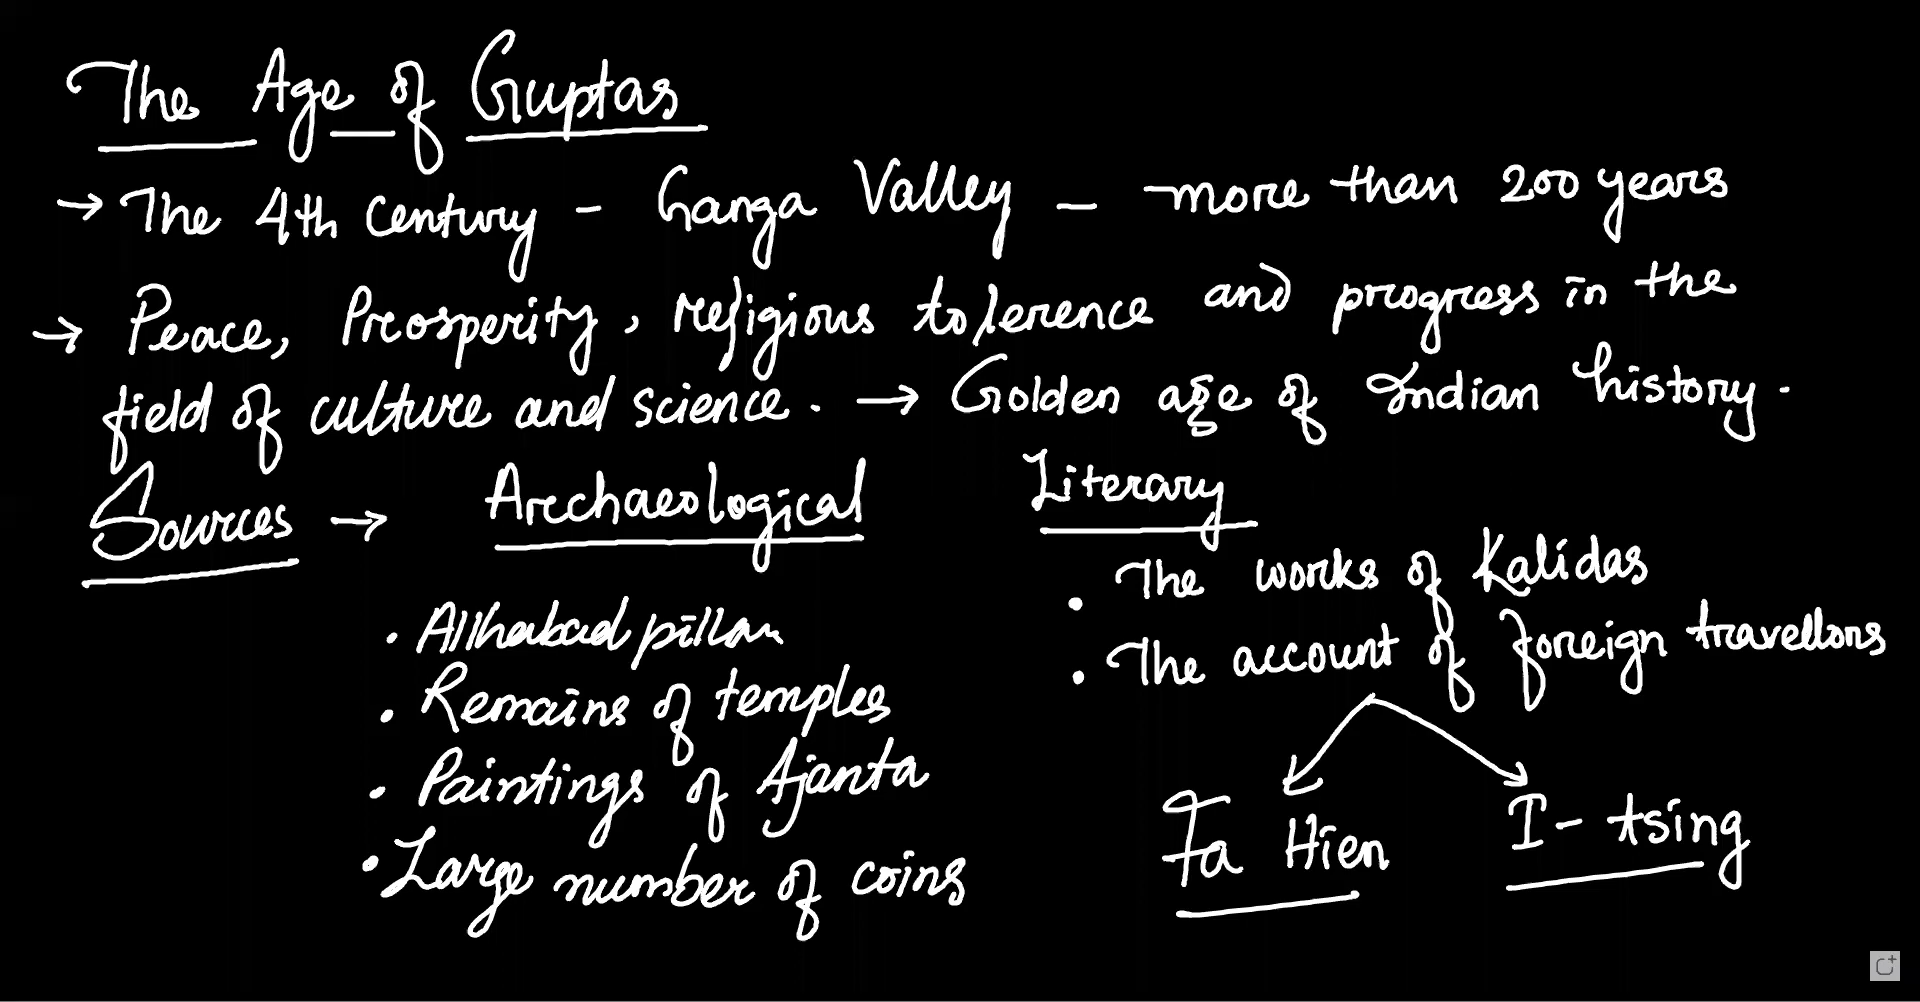 The Age of Guptas
→ The 4th Century - Ganga Valley - more than 200 years
→ Peace, Prosperity, religious tolerence and progress in the
field of culture and science. → Golden age of Indian history.
Sources → Archaeological Literary
• The works of Kalidas
• Allhabad pillar
• The account of foreign travellors
• Remains of temples
• Paintings of Ajanta
Fa Hien I-tsing
• Large number of coins